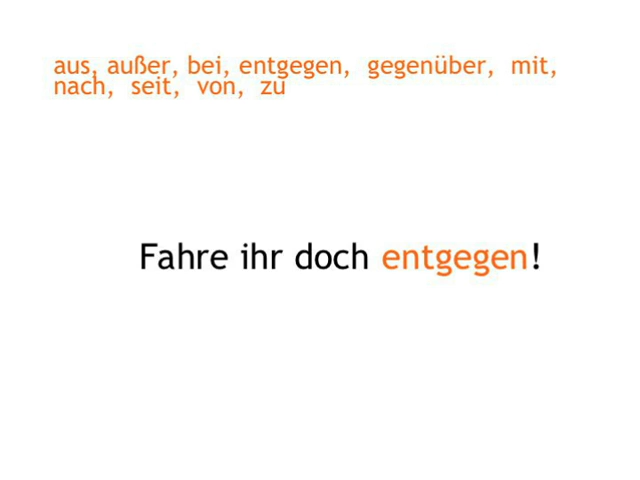 aus, außer, bei, entgegen, gegenüber, mit,
nach, seit, von, zu
Fahre ihr doch entgegen!